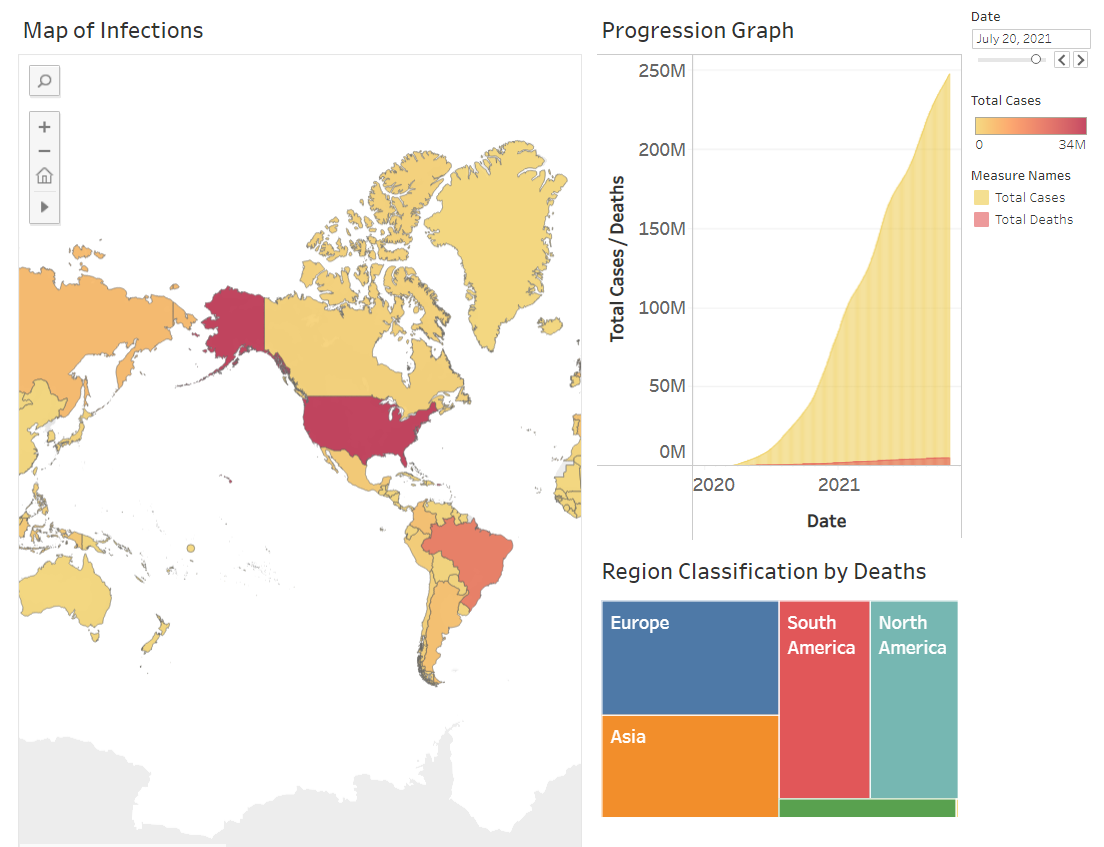 Map of Infections
Progression Graph
Date
July 20, 2021
Total Cases
0
34M
Measure Names
Total Cases
Total Deaths
250M
200M
150M
100M
50M
0M
Total Cases / Deaths
2020
2021
Date
Region Classification by Deaths
Europe
South
America
North
America
Asia